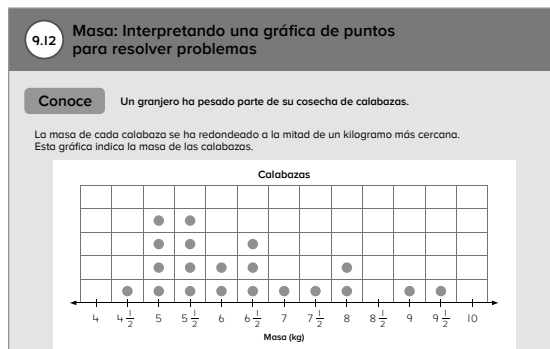 9.12
Masa: Interpretando una gráfica de puntos
para resolver problemas
Conoce
Un granjero ha pesado parte de su cosecha de calabazas.
La masa de cada calabaza se ha redondeado a la mitad de un kilogramo más cercana.
Esta gráfica indica la masa de las calabazas.
Calabazas
4 4 1/2 5 5 1/2 6 6 1/2 7 7 1/2 8 8 1/2 9 9 1/2 10
Masa (kg)